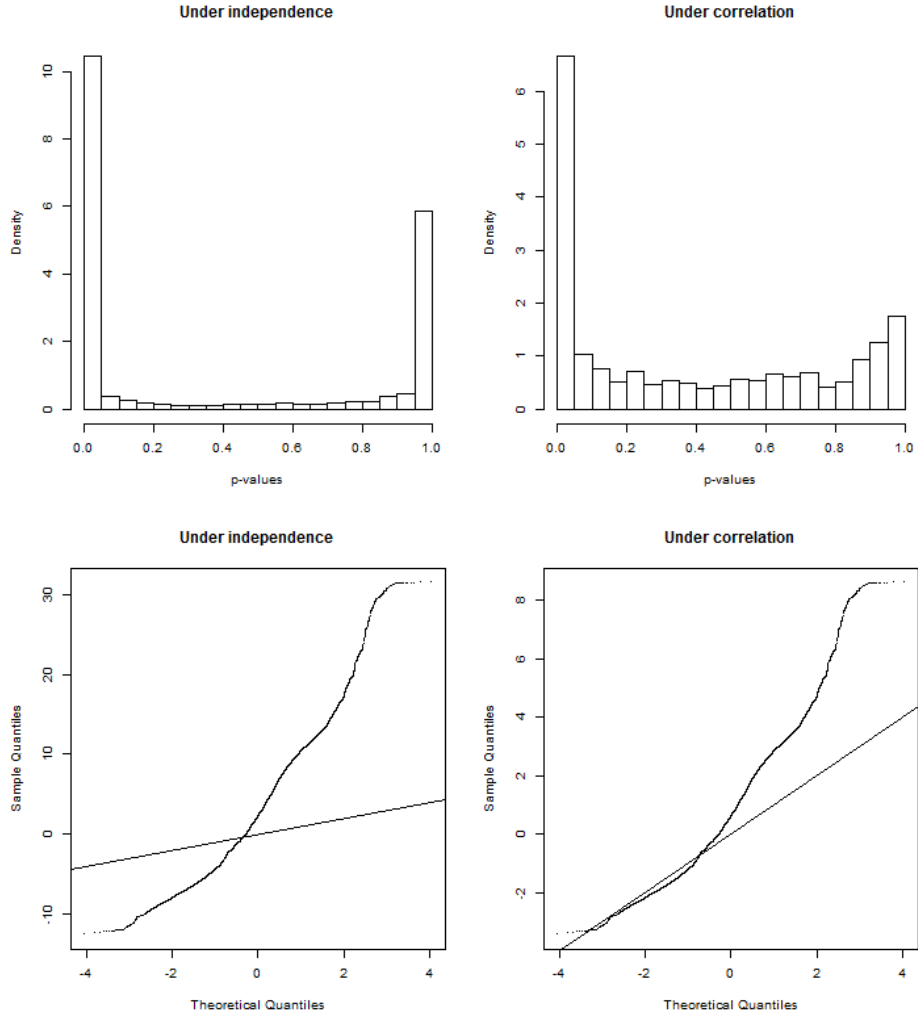 Under independence
Under correlation
Density
10
8
6
4
2
0
0.0 0.2 0.4 0.6 0.8 1.0
p-values
Density
6
5
4
3
2
1
0
0.0 0.2 0.4 0.6 0.8 1.0
p-values
Under independence
Under correlation
Sample Quantiles
30
20
10
0
-10
-4 -2 0 2 4
Theoretical Quantiles
Sample Quantiles
8
6
4
2
0
-2
-4 -2 0 2 4
Theoretical Quantiles